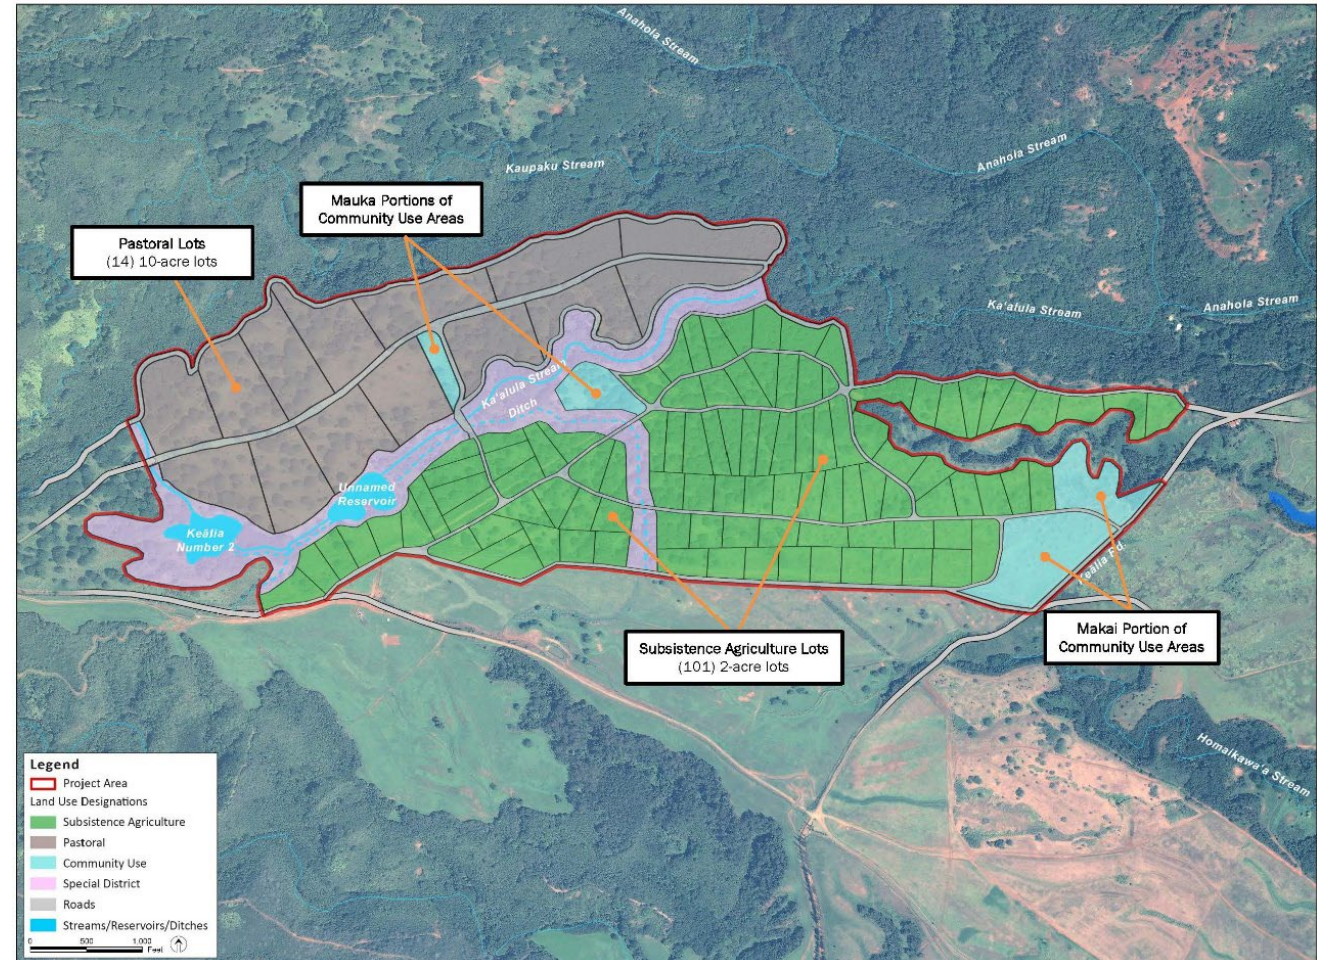 Anahola Stream
Kaupaku Stream
Anahola Stream
Mauka Portions of
Community Use Areas
Pastoral Lots
(14) 10-acre lots
Ka'alula Stream
Anahola Stream
Ka'alula Stream
Ditch
Unnamed
Reservoir
Number 2
Keālia Rd.
Subsistence Agriculture Lots
(101) 2-acre lots
Makai Portion of
Community Use Areas
Homaikawa'a Stream
Legend
Project Area
Land Use Designations
Subsistence Agriculture
Pastoral
Community Use
Special District
Roads
Streams/Reservoirs/Ditches
0 500 1,000
Feet